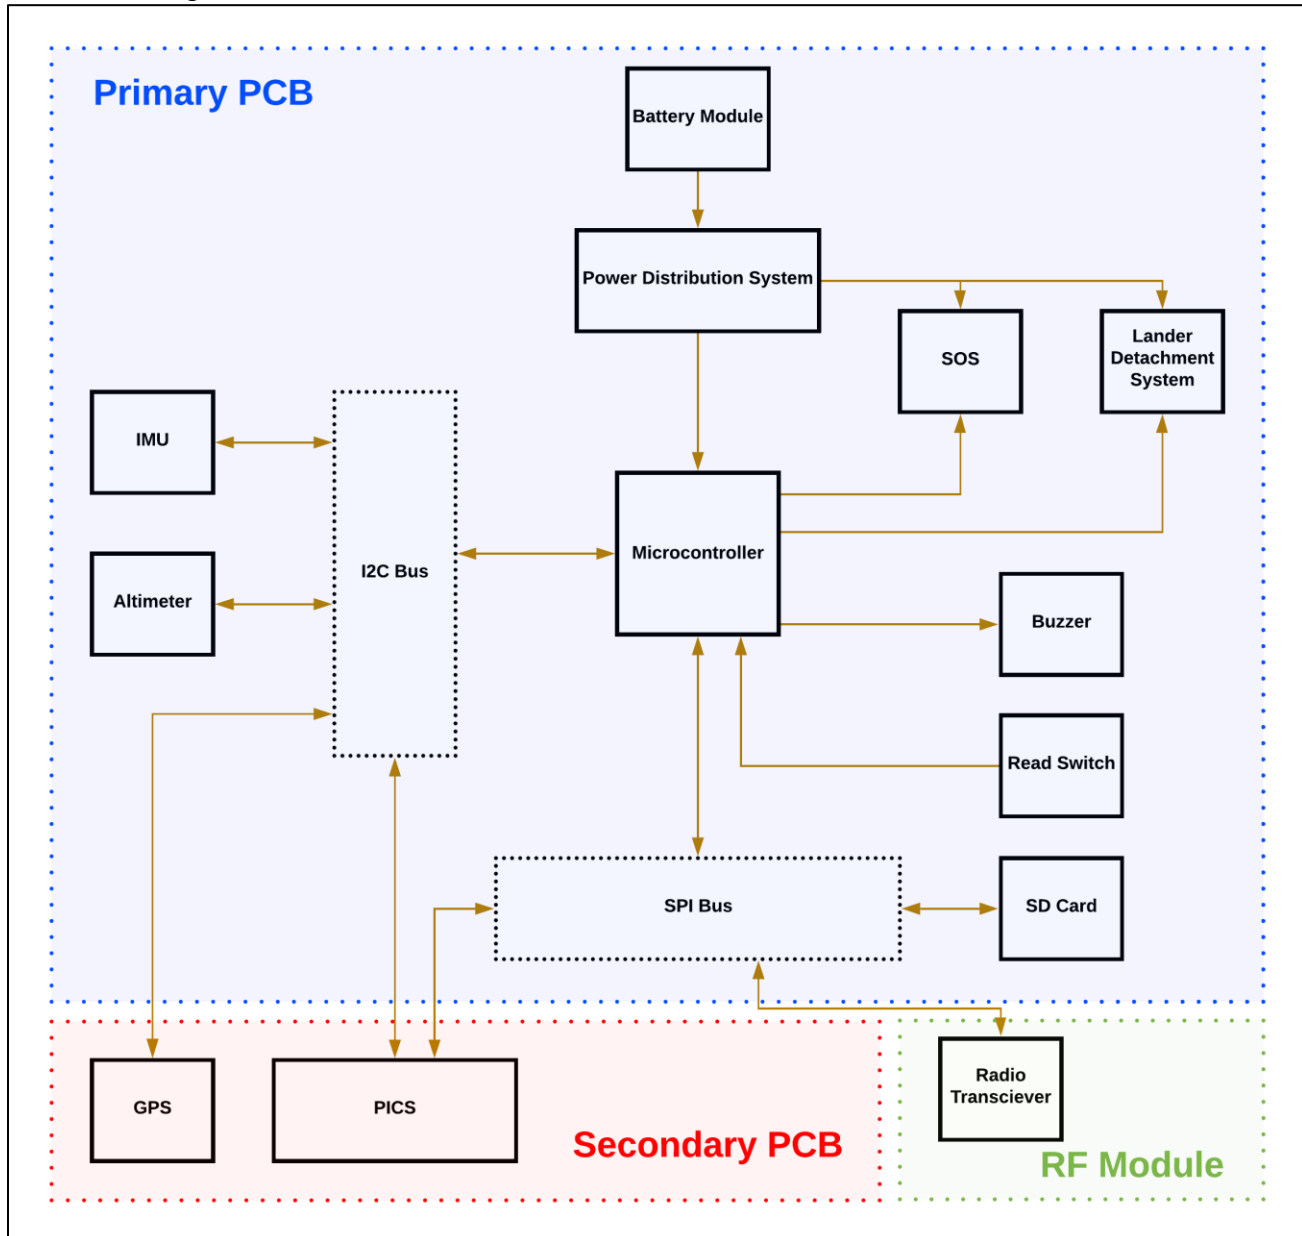 Primary PCB
Battery Module
Power Distribution System
SOS
Lander
Detachment
System
IMU
I2C Bus
Microcontroller
Altimeter
Buzzer
Read Switch
SPI Bus
SD Card
GPS
PICS
Secondary PCB
Radio
Transciever
RF Module